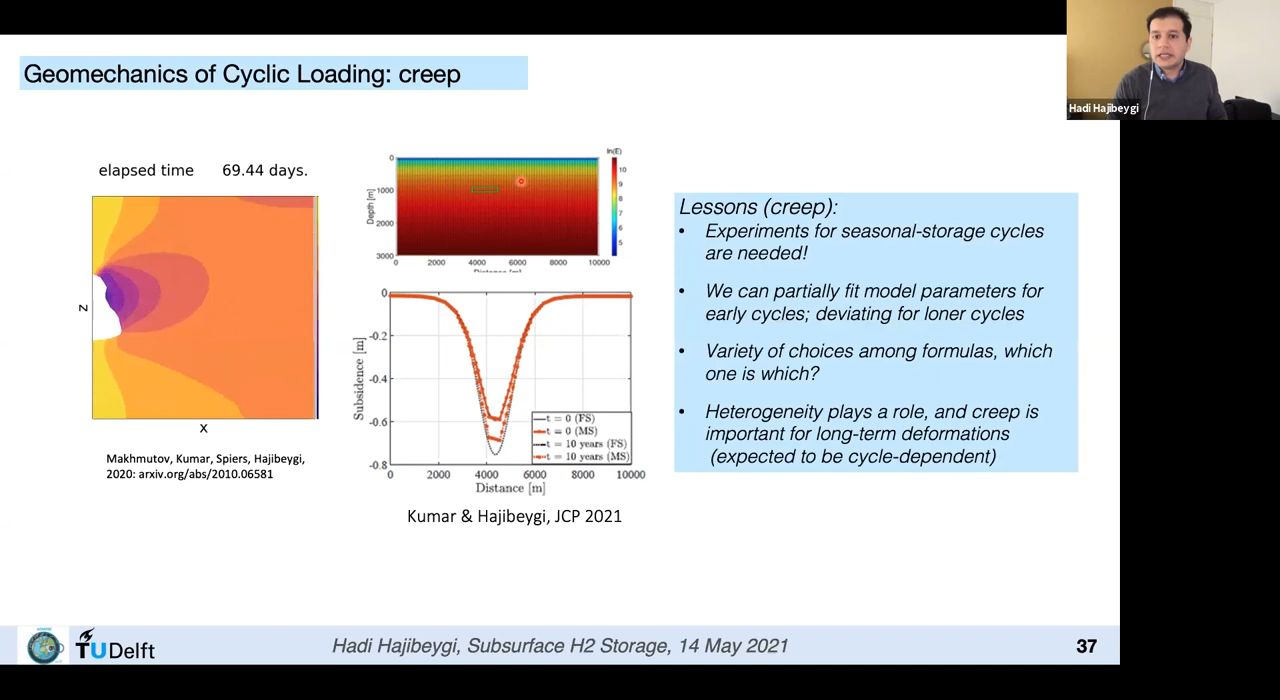 Geomechanics of Cyclic Loading: creep
Hadi Hajibeygi
elapsed time 69.44 days.
z
x
Makhmutov, Kumar, Spiers, Hajibeygi,
2020: arxiv.org/abs/2010.06581
ln(E)
0
1000
2000
3000
Depth [m]
10
9
8
7
6
5
0 2000 4000 6000 8000 10000
Distance [m]
0
-0.2
-0.4
-0.6
-0.8
Subsidence [m]
t = 0 (FS)
t = 0 (MS)
t = 10 years (FS)
t = 10 years (MS)
0 2000 4000 6000 8000 10000
Distance [m]
Kumar & Hajibeygi, JCP 2021
Lessons (creep):
• Experiments for seasonal-storage cycles
are needed!
• We can partially fit model parameters for
early cycles; deviating for loner cycles
• Variety of choices among formulas, which
one is which?
• Heterogeneity plays a role, and creep is
important for long-term deformations
(expected to be cycle-dependent)
TUDelft
Hadi Hajibeygi, Subsurface H2 Storage, 14 May 2021
37